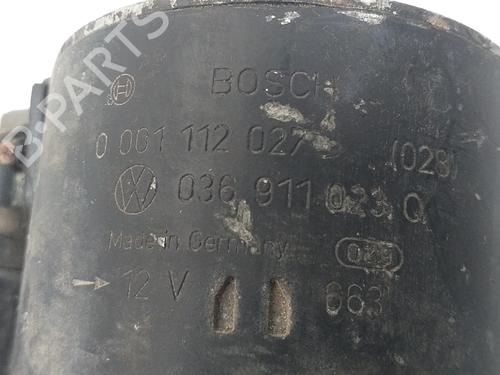 B-PARTS
BOSCH
0 001 112 027 (028)
036 911 023 Q
Made in Germany
12 V 663